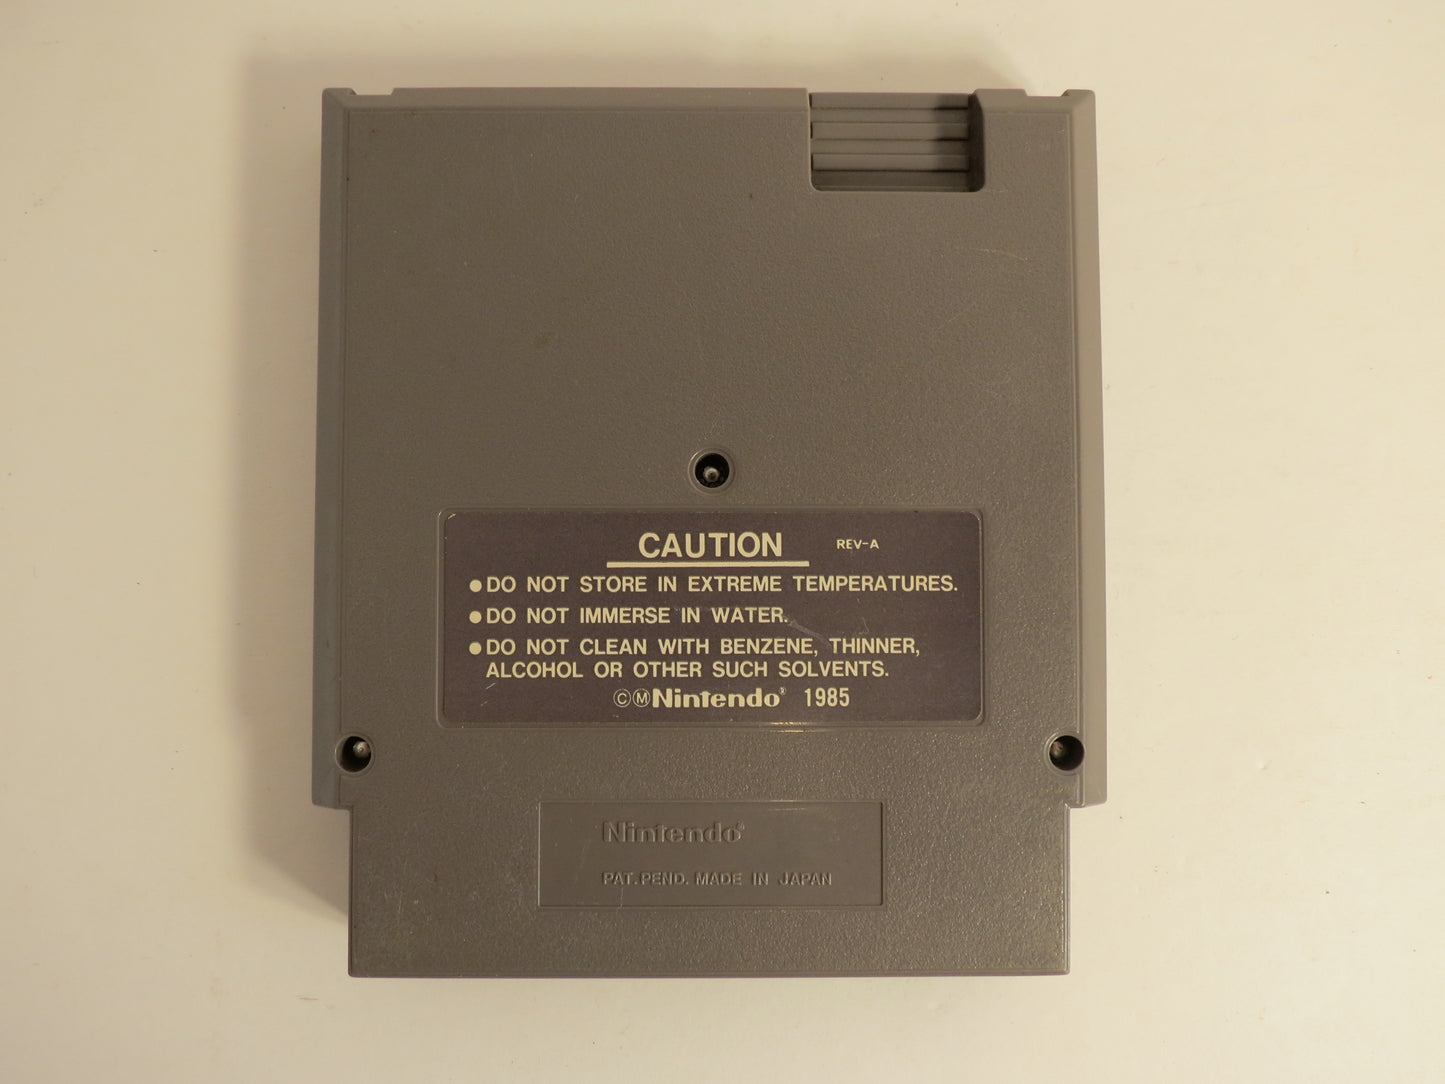 CAUTION REV-A
●DO NOT STORE IN EXTREME TEMPERATURES.
●DO NOT IMMERSE IN WATER.
●DO NOT CLEAN WITH BENZENE, THINNER,
ALCOHOL OR OTHER SUCH SOLVENTS.
ⒸⓂNintendo® 1985
Nintendo®
PAT. PEND. MADE IN JAPAN